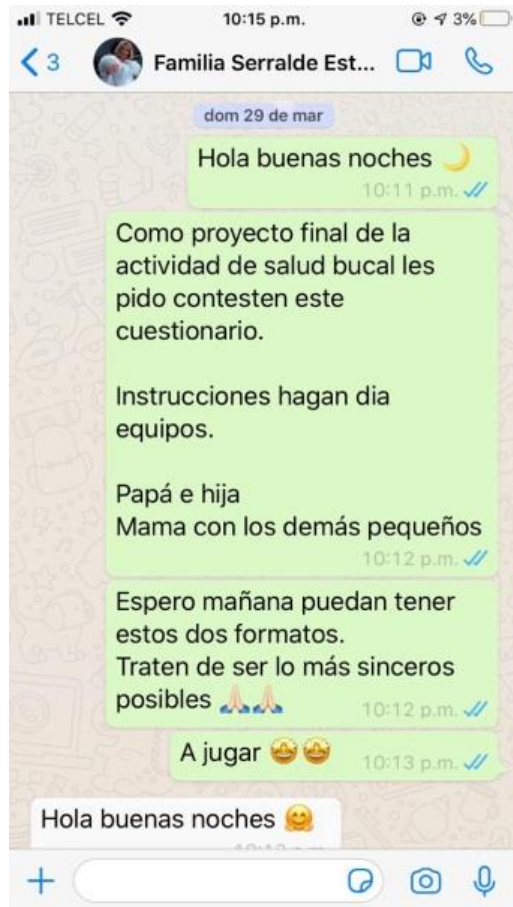 TELCEL 10:15 p.m. 3%
3 Familia Serralde Est...
dom 29 de mar
Hola buenas noches 🌙
10:11 p.m.
Como proyecto final de la
actividad de salud bucal les
pido contesten este
cuestionario.
Instrucciones hagan dia
equipos.
Papá e hija
Mama con los demás pequeños
10:12 p.m.
Espero mañana puedan tener
estos dos formatos.
Traten de ser lo más sinceros
posibles 🙏🏻🙏🏻 10:12 p.m.
A jugar 🤩🤩 10:13 p.m.
Hola buenas noches 🤗